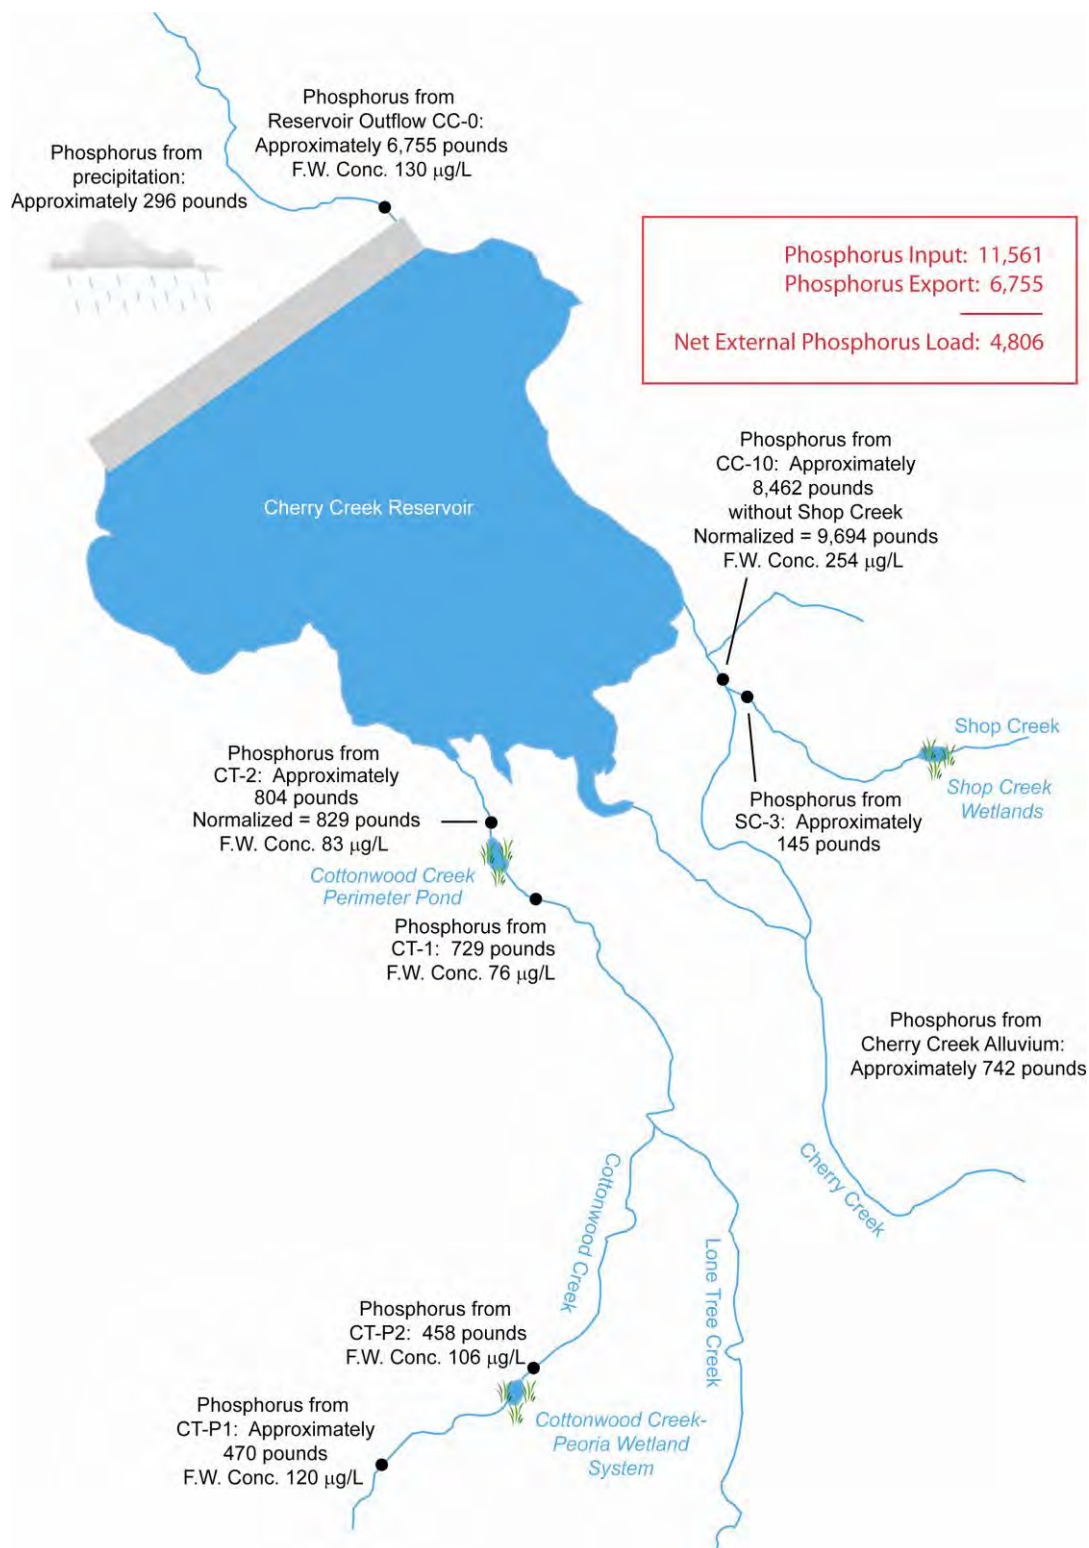 Phosphorus from
Reservoir Outflow CC-0:
Approximately 6,755 pounds
F.W. Conc. 130 µg/L
Phosphorus from
precipitation:
Approximately 296 pounds
Phosphorus Input: 11,561
Phosphorus Export: 6,755
Net External Phosphorus Load: 4,806
Phosphorus from
CC-10: Approximately
8,462 pounds
without Shop Creek
Normalized = 9,694 pounds
F.W. Conc. 254 µg/L
Cherry Creek Reservoir
Shop Creek
Shop Creek
Wetlands
Phosphorus from
SC-3: Approximately
145 pounds
Phosphorus from
CT-2: Approximately
804 pounds
Normalized = 829 pounds
F.W. Conc. 83 µg/L
Cottonwood Creek
Perimeter Pond
Phosphorus from
CT-1: 729 pounds
F.W. Conc. 76 µg/L
Phosphorus from
Cherry Creek Alluvium:
Approximately 742 pounds
Cherry Creek
Cottonwood Creek
Lone Tree Creek
Phosphorus from
CT-P2: 458 pounds
F.W. Conc. 106 µg/L
Phosphorus from
CT-P1: Approximately
470 pounds
F.W. Conc. 120 µg/L
Cottonwood Creek-
Peoria Wetland
System